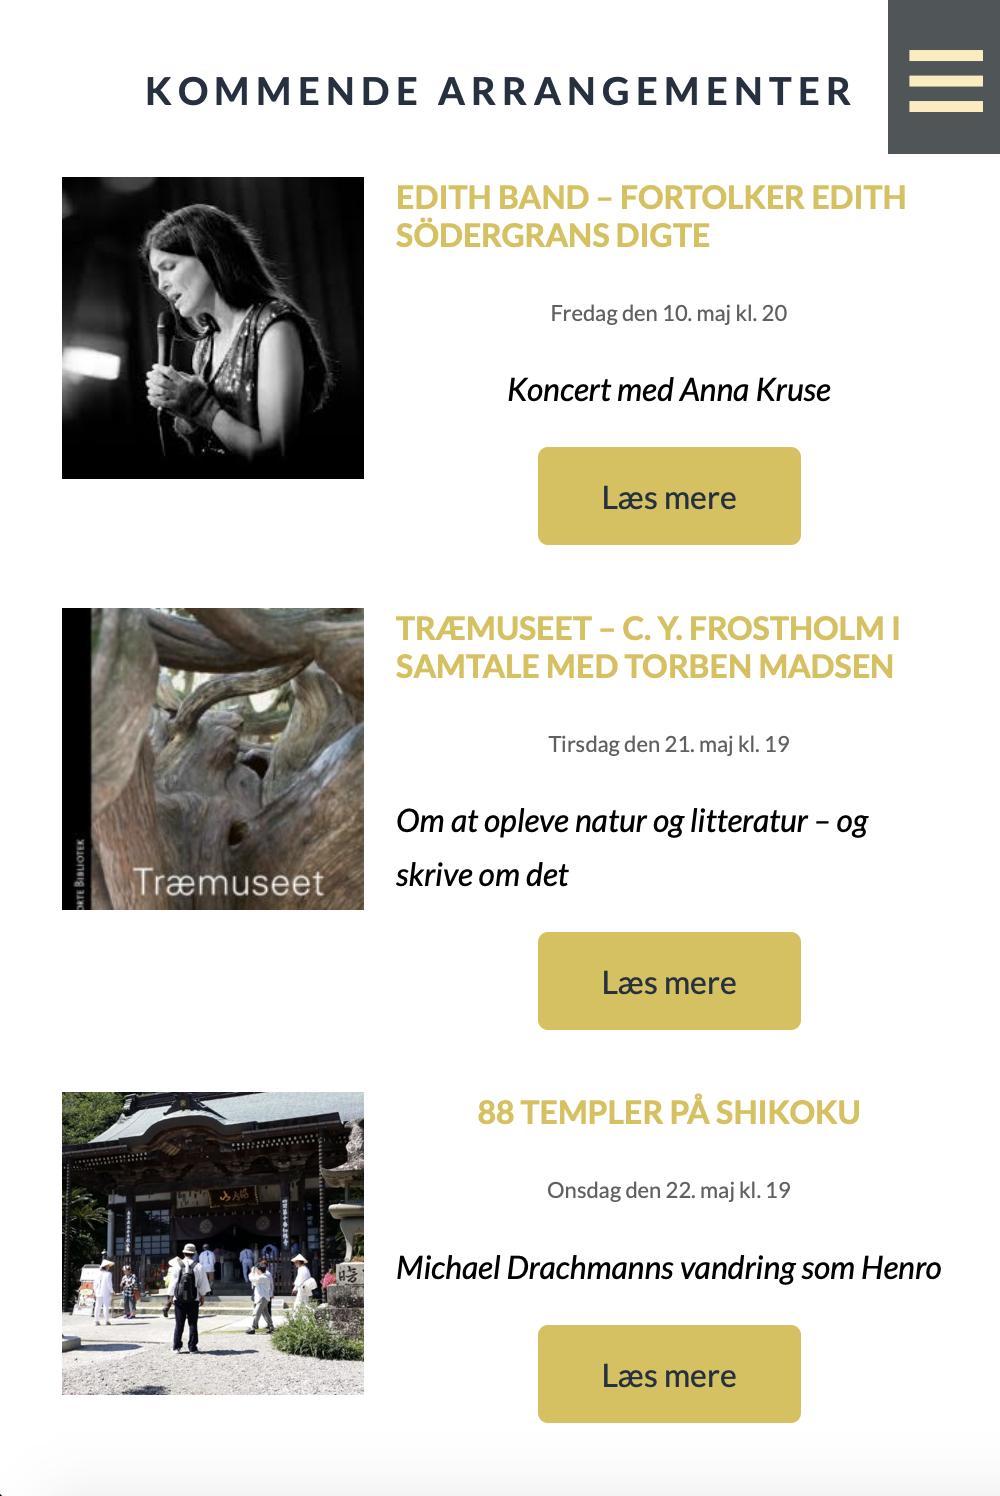 KOMMENDE ARRANGEMENTER
EDITH BAND – FORTOLKER EDITH
SÖDERGRANS DIGTE
Fredag den 10. maj kl. 20
Koncert med Anna Kruse
Læs mere
TRÆMUSEET – C. Y. FROSTHOLM I
SAMTALE MED TORBEN MADSEN
Tirsdag den 21. maj kl. 19
Om at opleve natur og litteratur – og
skrive om det
ORTE BIBLIOTEK
Træmuseet
Læs mere
88 TEMPLER PÅ SHIKOKU
Onsdag den 22. maj kl. 19
Michael Drachmanns vandring som Henro
Læs mere